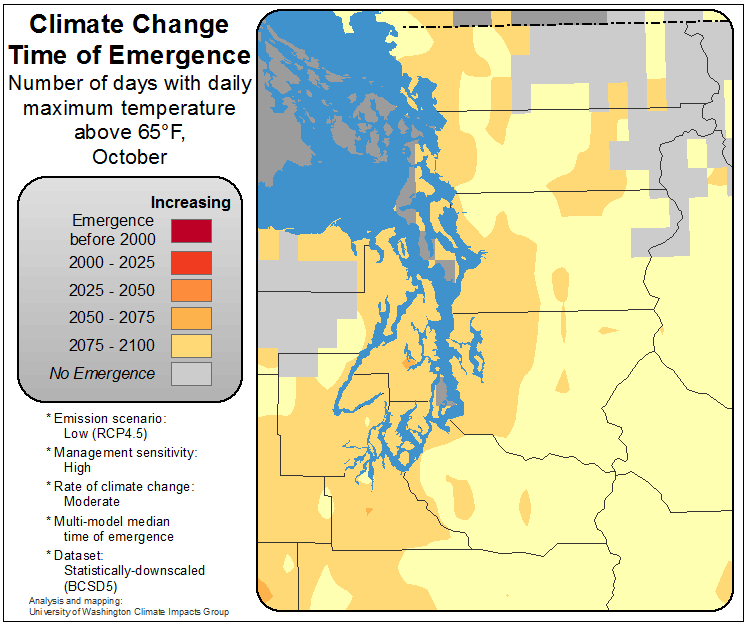 Climate Change
Time of Emergence
Number of days with daily
maximum temperature
above 65°F,
October
Increasing
Emergence
before 2000
2000 - 2025
2025 - 2050
2050 - 2075
2075 - 2100
No Emergence
* Emission scenario:
Low (RCP4.5)
* Management sensitivity:
High
* Rate of climate change:
Moderate
* Multi-model median
time of emergence
* Dataset:
Statistically-downscaled
(BCSD5)
Analysis and mapping:
University of Washington Climate Impacts Group